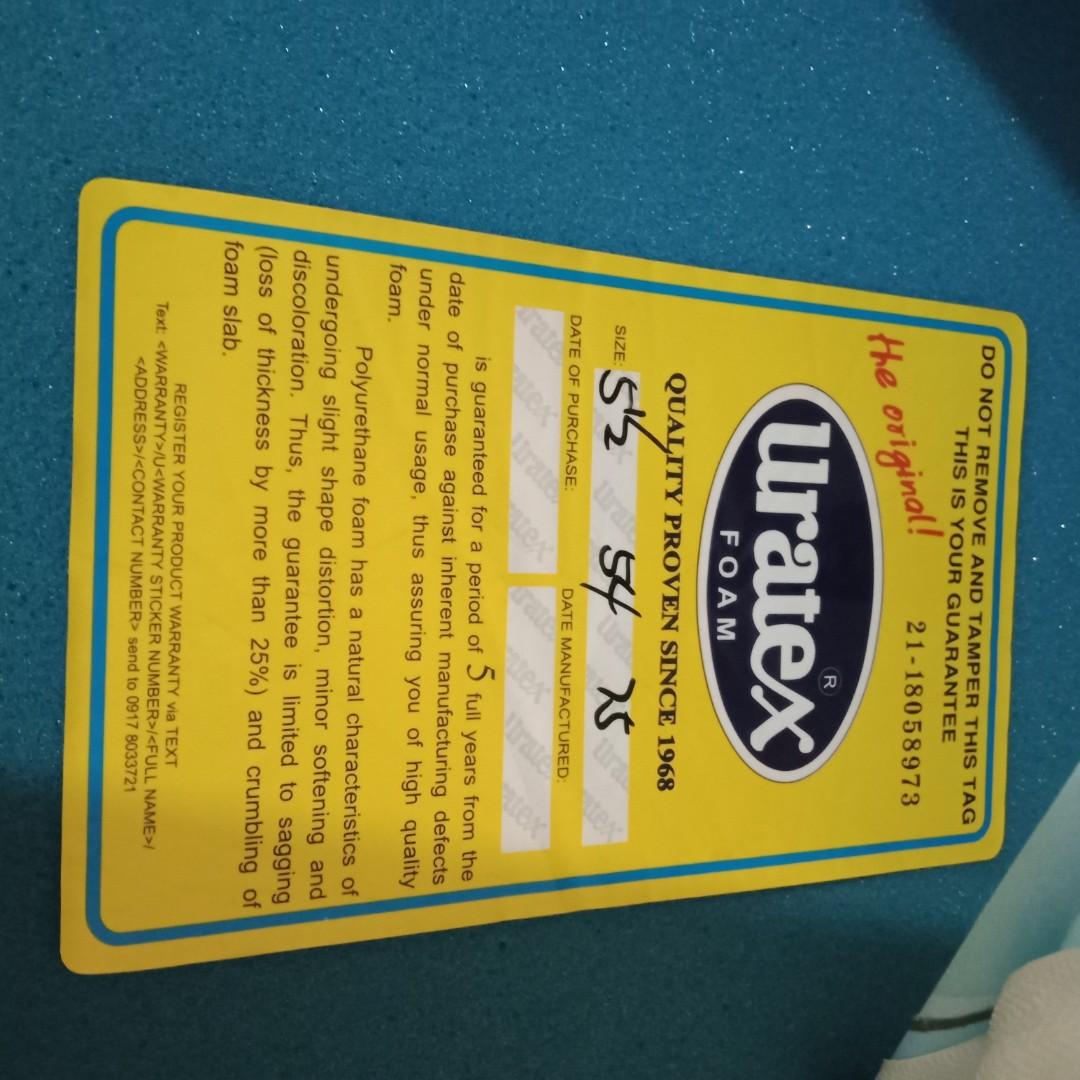 DO NOT REMOVE AND TAMPER THIS TAG
THIS IS YOUR GUARANTEE
The original!
21-18058973
uratex ®
FOAM
QUALITY PROVEN SINCE 1968
SIZE: 5 1/2 54 75
DATE OF PURCHASE: DATE MANUFACTURED:
is guaranteed for a period of 5 full years from the
date of purchase against inherent manufacturing defects
under normal usage, thus assuring you of high quality
foam.
Polyurethane foam has a natural characteristics of
undergoing slight shape distortion, minor softening and
discoloration. Thus, the guarantee is limited to sagging
(loss of thickness by more than 25%) and crumbling of
foam slab.
REGISTER YOUR PRODUCT WARRANTY via TEXT
Text: <WARRANTY>/U<WARRANTY STICKER NUMBER>/<FULL NAME>/
<ADDRESS>/<CONTACT NUMBER> send to 0917 8033721